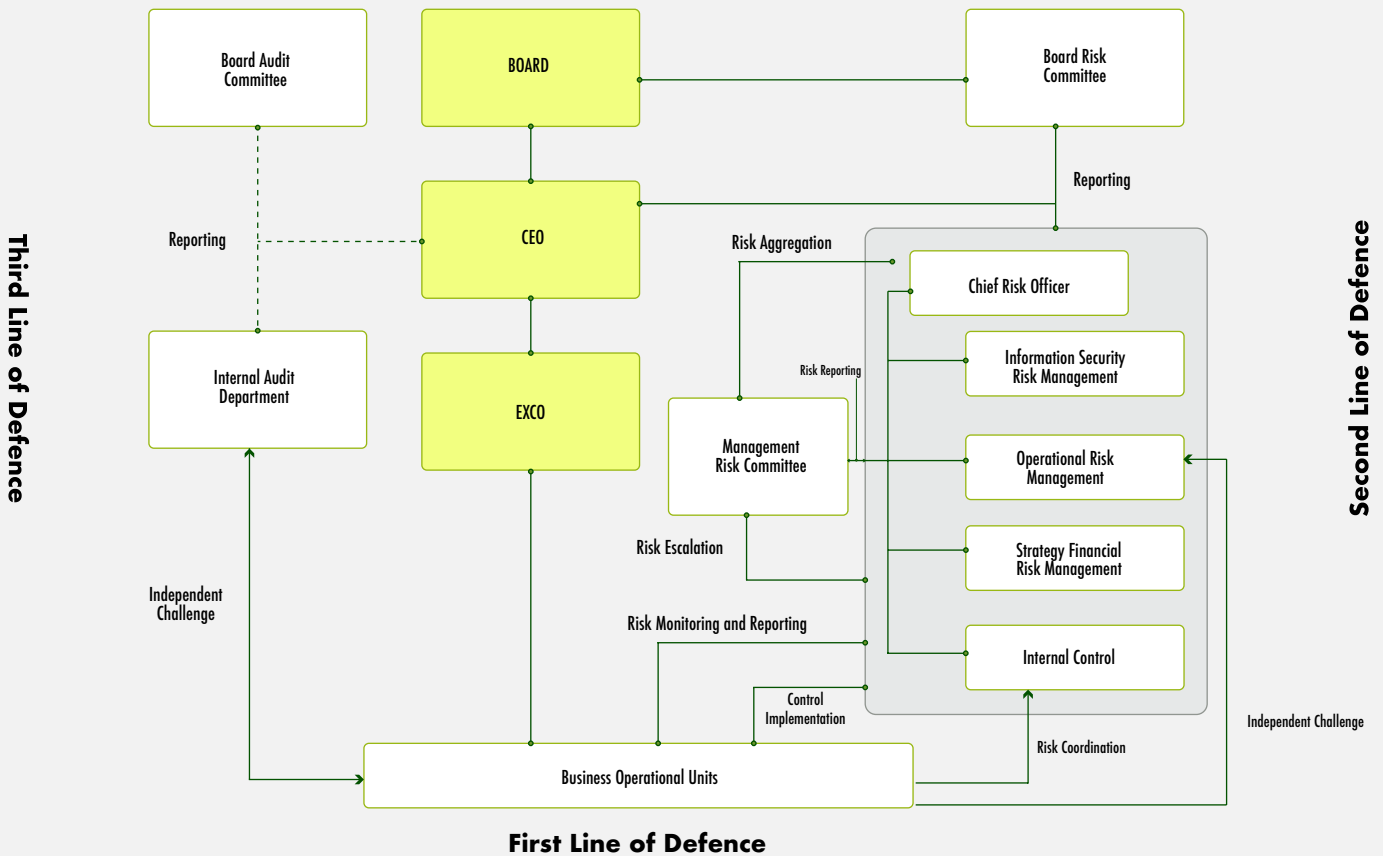 Board Audit
Committee
BOARD
Board Risk
Committee
Reporting
CEO
Reporting
Risk Aggregation
Chief Risk Officer
Internal Audit
Department
EXCO
Risk Reporting
Information Security
Risk Management
Management
Risk Committee
Operational Risk
Management
Risk Escalation
Strategy Financial
Risk Management
Independent
Challenge
Risk Monitoring and Reporting
Internal Control
Control
Implementation
Risk Coordination
Independent Challenge
Business Operational Units
Third Line of Defence
Second Line of Defence
First Line of Defence